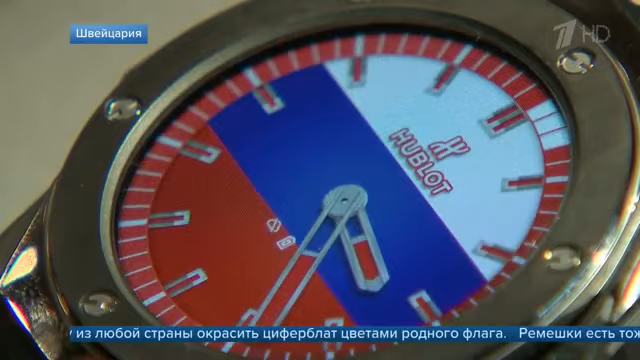 Швейцария
1HD
HUBLOT
у из любой страны окрасить циферблат цветами родного флага. Ремешки есть тож